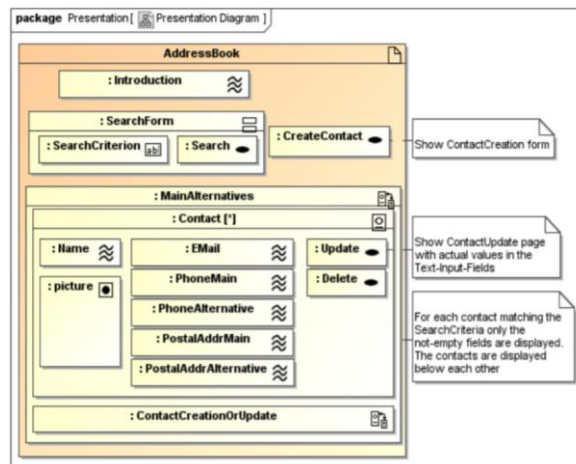 package Presentation [ Presentation Diagram ]
AddressBook
: Introduction
: SearchForm
: SearchCriterion ab
: Search
: CreateContact
Show ContactCreation form
: MainAlternatives
: Contact [*]
: Name
: EMail
: Update
: picture
: PhoneMain
: Delete
: PhoneAlternative
: PostalAddrMain
: PostalAddrAlternative
Show ContactUpdate page
with actual values in the
Text-Input-Fields
For each contact matching the
SearchCriteria only the
not-empty fields are displayed.
The contacts are displayed
below each other
: ContactCreationOrUpdate